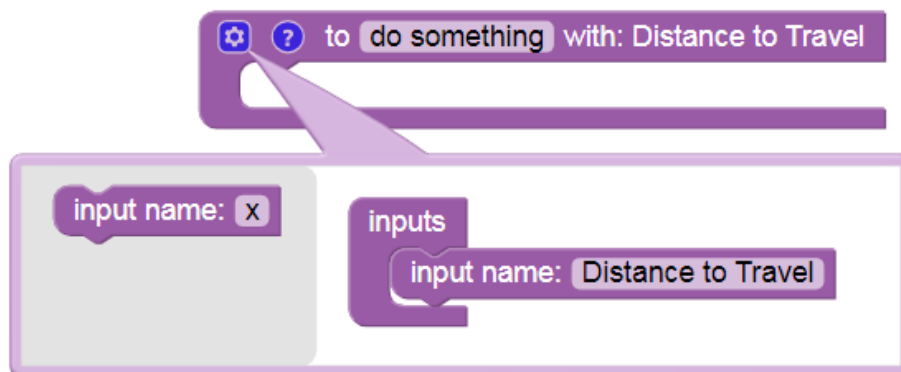 ? to do something with: Distance to Travel
input name: x
inputs
input name: Distance to Travel